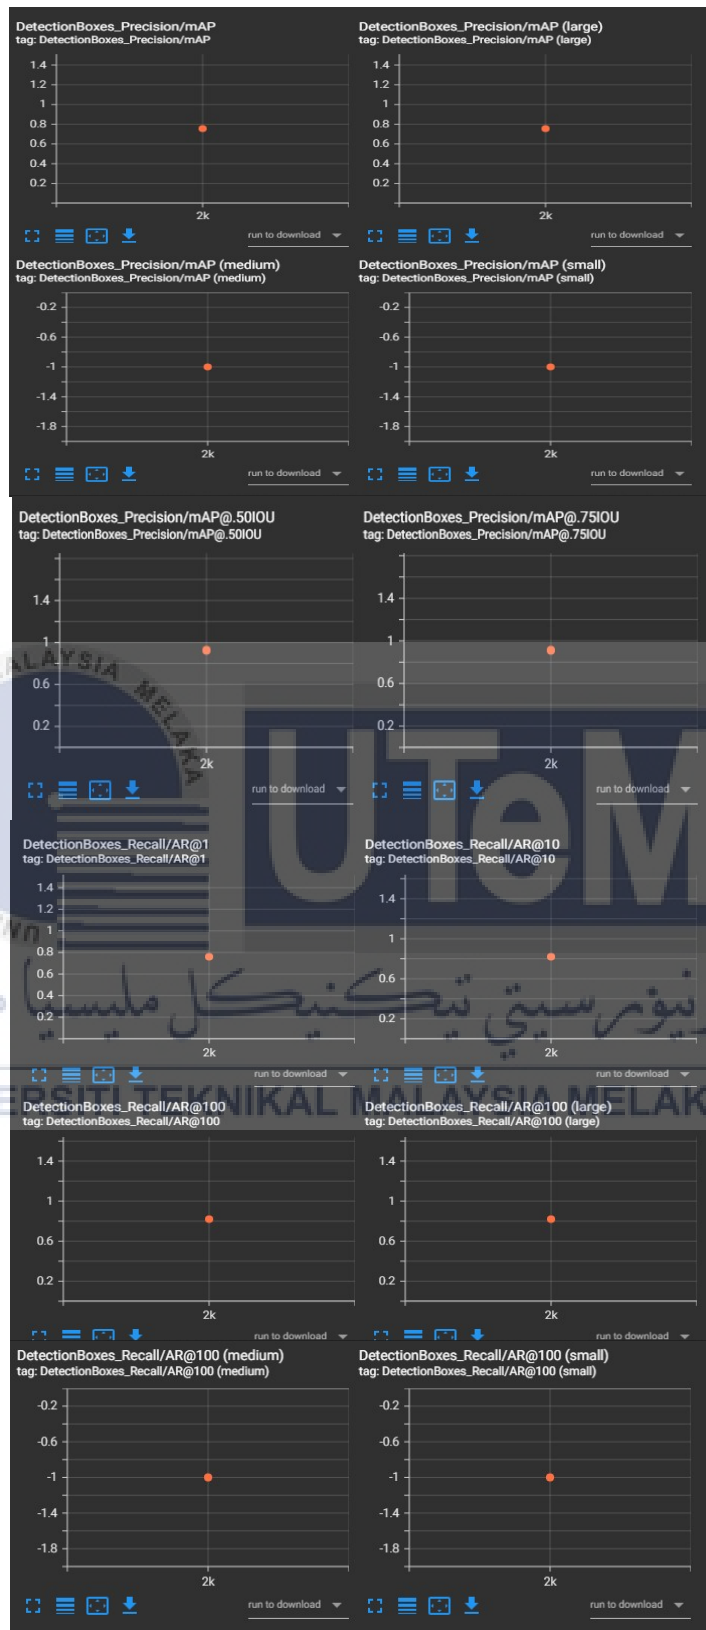 DetectionBoxes_Precision/mAP
tag: DetectionBoxes_Precision/mAP
1.4
1.2
1
0.8
0.6
0.4
0.2
2k
run to download
DetectionBoxes_Precision/mAP (large)
tag: DetectionBoxes_Precision/mAP (large)
1.4
1.2
1
0.8
0.6
0.4
0.2
2k
run to download
DetectionBoxes_Precision/mAP (medium)
tag: DetectionBoxes_Precision/mAP (medium)
-0.2
-0.6
-1
-1.4
-1.8
2k
run to download
DetectionBoxes_Precision/mAP (small)
tag: DetectionBoxes_Precision/mAP (small)
-0.2
-0.6
-1
-1.4
-1.8
2k
run to download
DetectionBoxes_Precision/mAP@.50IOU
tag: DetectionBoxes_Precision/mAP@.50IOU
1.4
1
0.6
0.2
2k
run to download
DetectionBoxes_Precision/mAP@.75IOU
tag: DetectionBoxes_Precision/mAP@.75IOU
1.4
1
0.6
0.2
2k
run to download
ALAYSIA MELAKA
UTeM
DetectionBoxes_Recall/AR@1
tag: DetectionBoxes_Recall/AR@1
1.4
1.2
1
0.8
0.6
0.4
0.2
2k
run to download
DetectionBoxes_Recall/AR@10
tag: DetectionBoxes_Recall/AR@10
1.4
1
0.6
0.2
2k
run to download
اونيۏرسيتي تيكنيكل مليسيا
ERSITI TEKNIKAL MALAYSIA MELAK
DetectionBoxes_Recall/AR@100
tag: DetectionBoxes_Recall/AR@100
1.4
1
0.6
0.2
2k
run to download
DetectionBoxes_Recall/AR@100 (large)
tag: DetectionBoxes_Recall/AR@100 (large)
1.4
1
0.6
0.2
2k
run to download
DetectionBoxes_Recall/AR@100 (medium)
tag: DetectionBoxes_Recall/AR@100 (medium)
-0.2
-0.6
-1
-1.4
-1.8
2k
run to download
DetectionBoxes_Recall/AR@100 (small)
tag: DetectionBoxes_Recall/AR@100 (small)
-0.2
-0.6
-1
-1.4
-1.8
2k
run to download